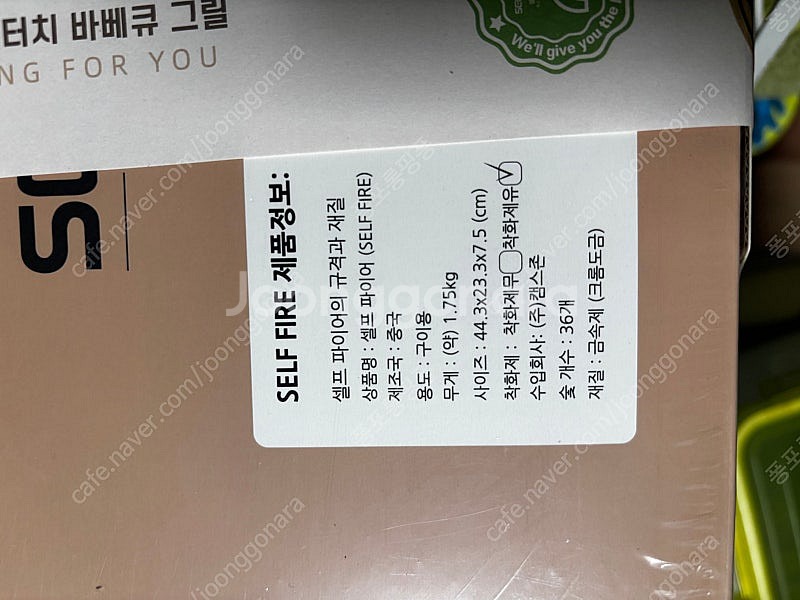 터치 바베큐 그릴
NG FOR YOU
We'll give you the
SELF FIRE 제품정보:
셀프 파이어의 규격과 재질
상품명 : 셀프 파이어 (SELF FIRE)
제조국 : 중국
용도 : 구이용
무게 : (약) 1.75kg
사이즈 : 44.3x23.3x7.5 (cm)
착화제 : 착화제무 착화제유
수입회사: (주)캠스존
숯 개수 : 36개
재질 : 금속제 (크롬도금)
Joonggonara
cafe.naver.com/joonggonara